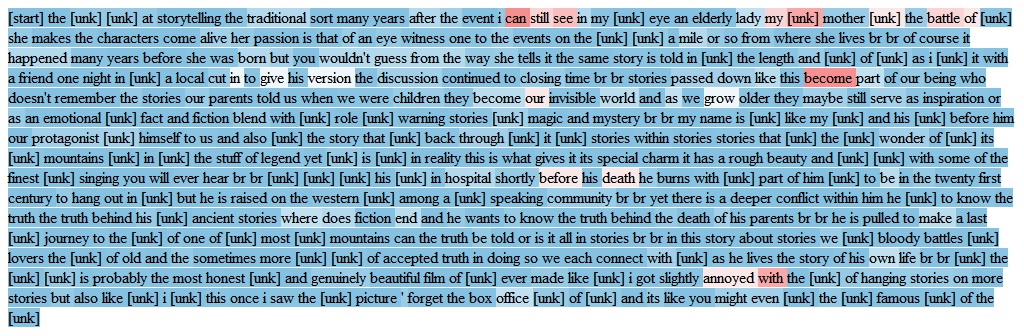 [start] the [unk] [unk] at storytelling the traditional sort many years after the event i can still see in my [unk] eye an elderly lady my [unk] mother [unk] the battle of [unk]
she makes the characters come alive her passion is that of an eye witness one to the events on the [unk] [unk] a mile or so from where she lives br br of course it
happened many years before she was born but you wouldn't guess from the way she tells it the same story is told in [unk] the length and [unk] of [unk] as i [unk] it with
a friend one night in [unk] a local cut in to give his version the discussion continued to closing time br br stories passed down like this become part of our being who
doesn't remember the stories our parents told us when we were children they become our invisible world and as we grow older they maybe still serve as inspiration or
as an emotional [unk] fact and fiction blend with [unk] role [unk] warning stories [unk] magic and mystery br br my name is [unk] like my [unk] and his [unk] before him
our protagonist [unk] himself to us and also [unk] the story that [unk] back through [unk] it [unk] stories within stories stories that [unk] the [unk] wonder of [unk] its
[unk] mountains [unk] in [unk] the stuff of legend yet [unk] is [unk] in reality this is what gives it its special charm it has a rough beauty and [unk] [unk] with some of the
finest [unk] singing you will ever hear br br [unk] [unk] [unk] his [unk] in hospital shortly before his death he burns with [unk] part of him [unk] to be in the twenty first
century to hang out in [unk] but he is raised on the western [unk] among a [unk] speaking community br br yet there is a deeper conflict within him he [unk] to know the
truth the truth behind his [unk] ancient stories where does fiction end and he wants to know the truth behind the death of his parents br br he is pulled to make a last
[unk] journey to the [unk] of one of [unk] most [unk] mountains can the truth be told or is it all in stories br br in this story about stories we [unk] bloody battles [unk]
lovers the [unk] of old and the sometimes more [unk] of accepted truth in doing so we each connect with [unk] as he lives the story of his own life br br [unk] the
[unk] [unk] is probably the most honest [unk] and genuinely beautiful film of [unk] ever made like [unk] i got slightly annoyed with the [unk] of hanging stories on more
stories but also like [unk] i [unk] this once i saw the [unk] picture ' forget the box office [unk] of [unk] and its like you might even [unk] the [unk] famous [unk] of the
[unk]